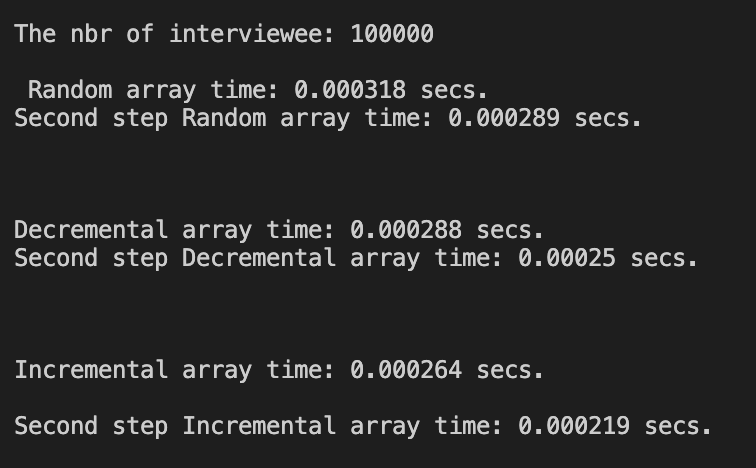 The nbr of interviewee: 100000
Random array time: 0.000318 secs.
Second step Random array time: 0.000289 secs.
Decremental array time: 0.000288 secs.
Second step Decremental array time: 0.00025 secs.
Incremental array time: 0.000264 secs.
Second step Incremental array time: 0.000219 secs.